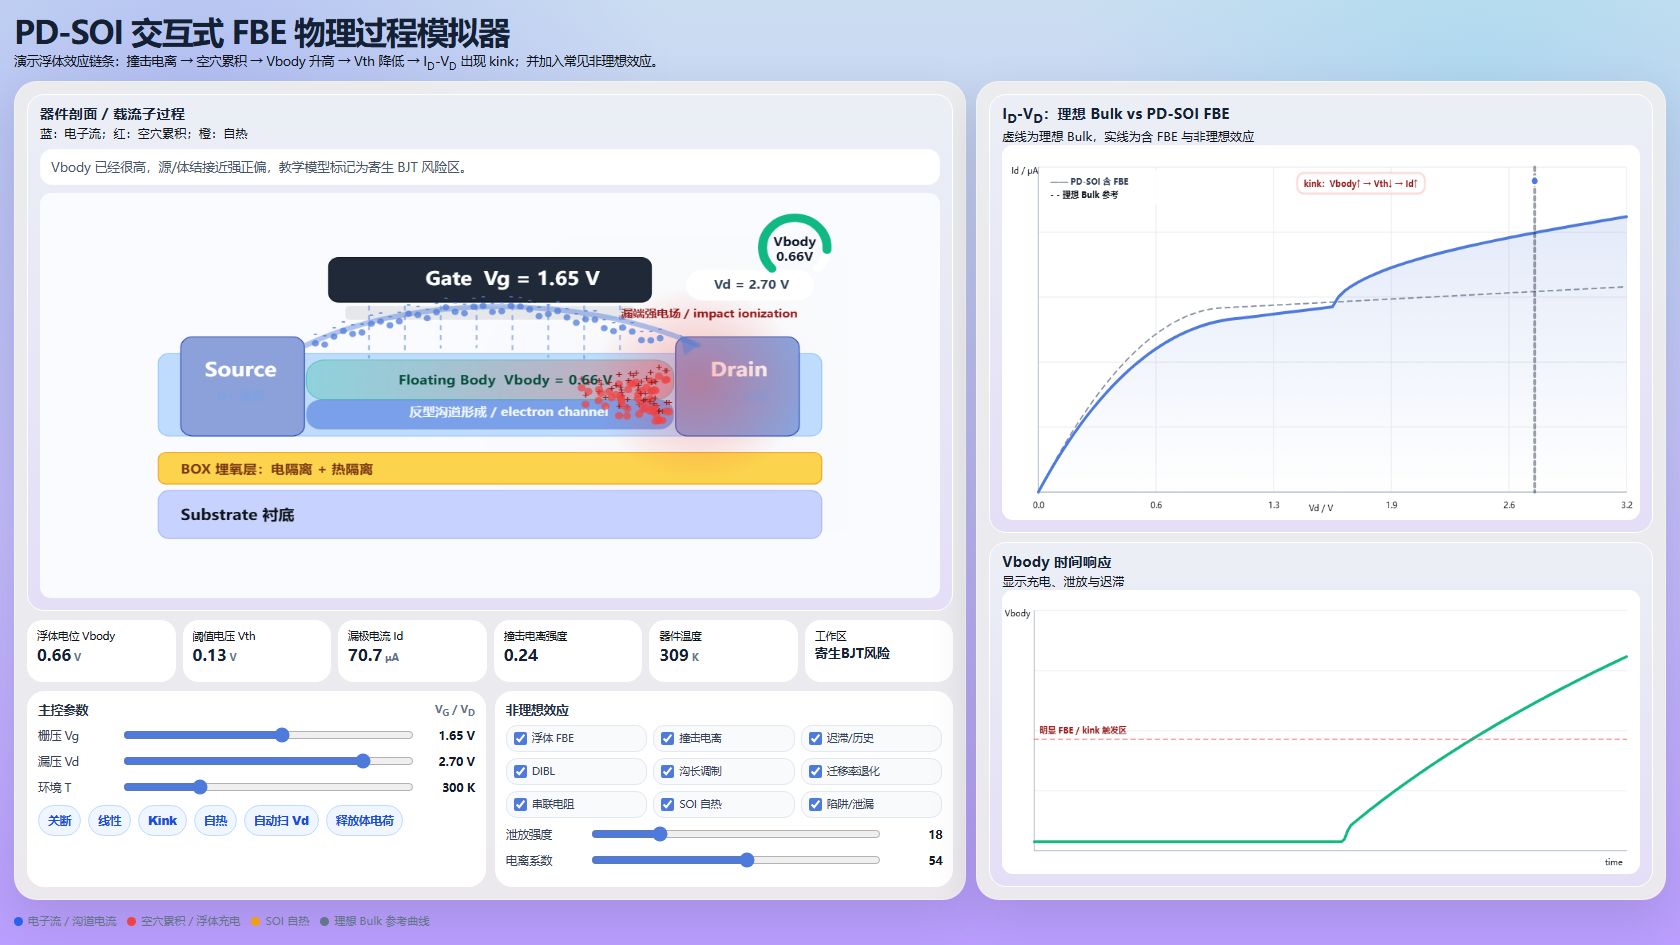 PD-SOI 交互式 FBE 物理过程模拟器
演示浮体效应链条：撞击电离 → 空穴累积 → Vbody 升高 → Vth 降低 → ID-VD 出现 kink；并加入常见非理想效应。
器件剖面 / 载流子过程
蓝：电子流；红：空穴累积；橙：自热
Vbody 已经很高，源/体结接近强正偏，教学模型标记为寄生 BJT 风险区。
Vbody
0.66V
Gate Vg = 1.65 V
Vd = 2.70 V
漏端强电场 / impact ionization
Source
Drain
Floating Body Vbody = 0.66 V
反型沟道形成 / electron channel
BOX 埋氧层：电隔离 + 热隔离
Substrate 衬底
浮体电位 Vbody
0.66 V
阈值电压 Vth
0.13 V
漏极电流 Id
70.7 μA
撞击电离强度
0.24
器件温度
309 K
工作区
寄生BJT风险
主控参数
VG / VD
栅压 Vg
1.65 V
漏压 Vd
2.70 V
环境 T
300 K
关断
线性
Kink
自热
自动扫 Vd
释放体电荷
非理想效应
浮体 FBE
撞击电离
迟滞/历史
DIBL
沟长调制
迁移率退化
串联电阻
SOI 自热
陷阱/泄漏
泄放强度
18
电离系数
54
电子流 / 沟道电流
空穴累积 / 浮体充电
SOI 自热
理想 Bulk 参考曲线
ID-VD：理想 Bulk vs PD-SOI FBE
虚线为理想 Bulk，实线为含 FBE 与非理想效应
Id / μA
—— PD-SOI 含 FBE
- - 理想 Bulk 参考
kink：Vbody↑ → Vth↓ → Id↑
0.0
0.6
1.3
1.9
2.6
3.2
Vd / V
Vbody 时间响应
显示充电、泄放与迟滞
Vbody
明显 FBE / kink 触发区
time